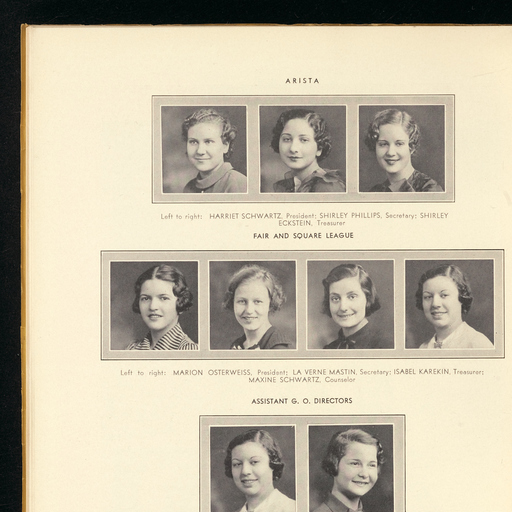 ARISTA
Left to right: HARRIET SCHWARTZ, President; SHIRLEY PHILLIPS, Secretary; SHIRLEY
ECKSTEIN, Treasurer
FAIR AND SQUARE LEAGUE
Left to right: MARION OSTERWEISS, President; LA VERNE MASTIN, Secretary; ISABEL KAREKIN, Treasurer;
MAXINE SCHWARTZ, Counselor
ASSISTANT G. O. DIRECTORS